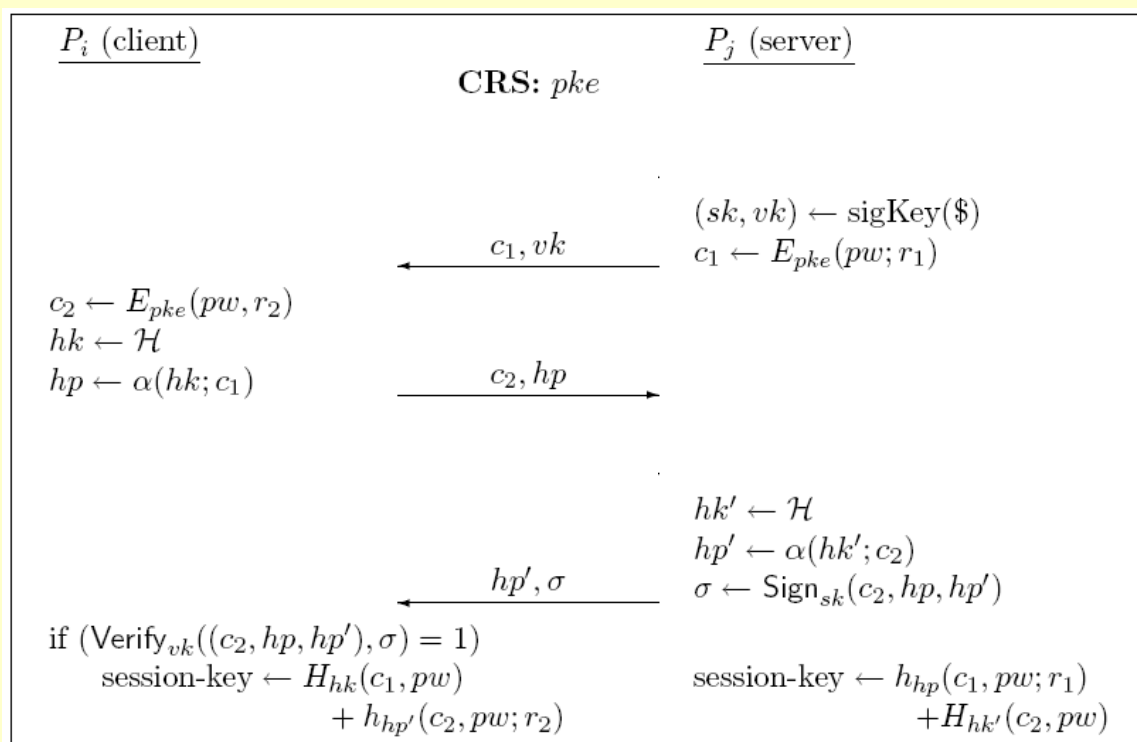 P_i (client)
P_j (server)
CRS: pke
(sk, vk) ← sigKey($)
c_1, vk
c_1 ← E_pke(pw; r_1)
c_2 ← E_pke(pw, r_2)
hk ← ℋ
hp ← α(hk; c_1)
c_2, hp
hk′ ← ℋ
hp′ ← α(hk′; c_2)
hp′, σ
σ ← Sign_sk(c_2, hp, hp′)
if (Verify_vk((c_2, hp, hp′), σ) = 1)
session-key ← H_hk(c_1, pw)
+ h_hp′(c_2, pw; r_2)
session-key ← h_hp(c_1, pw; r_1)
+H_hk′(c_2, pw)